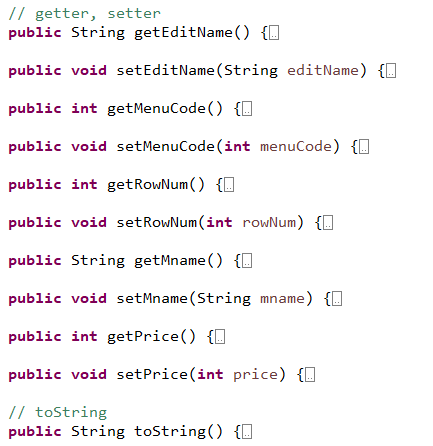 // getter, setter
public String getEditName() {..
public void setEditName(String editName) {..
public int getMenuCode() {..
public void setMenuCode(int menuCode) {..
public int getRowNum() {..
public void setRowNum(int rowNum) {..
public String getMname() {..
public void setMname(String mname) {..
public int getPrice() {..
public void setPrice(int price) {..
// toString
public String toString() {..